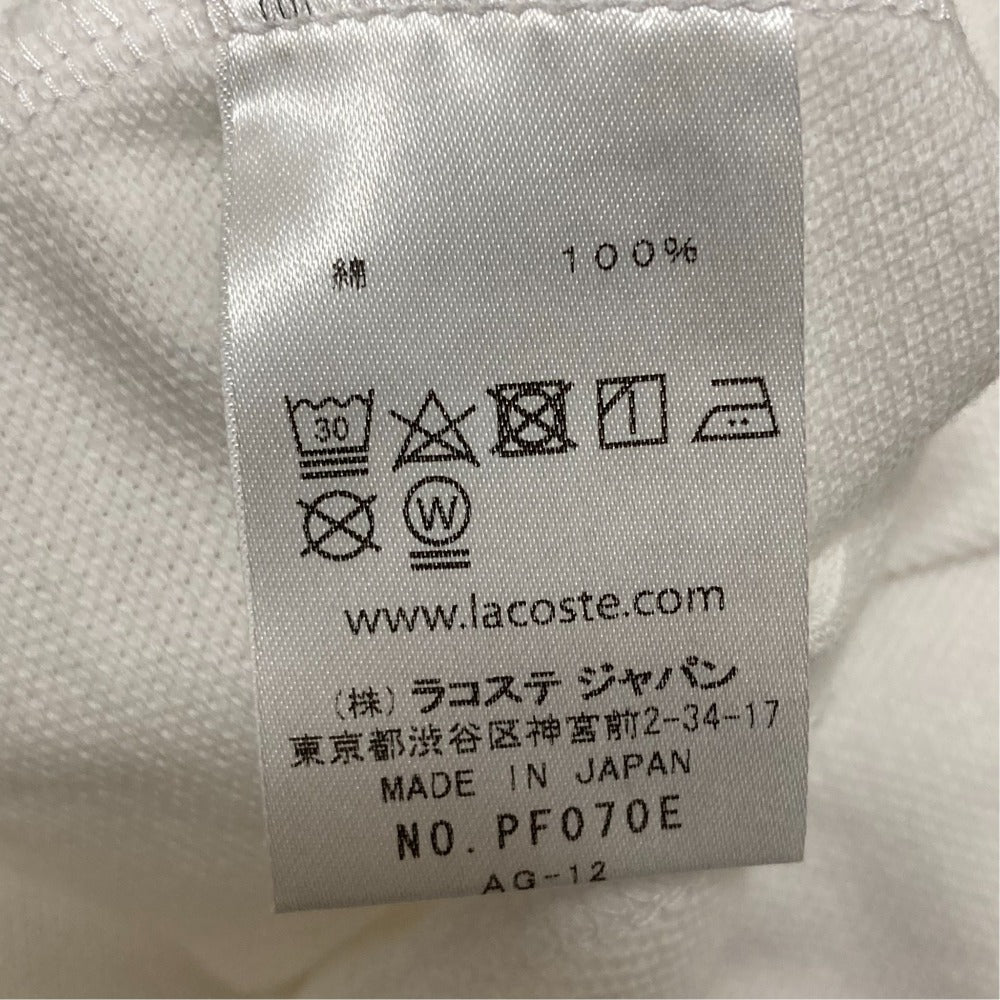 綿 100%
30
W
www.lacoste.com
(株) ラコステ ジャパン
東京都渋谷区神宮前2-34-17
MADE IN JAPAN
NO. PF070E
AG-12